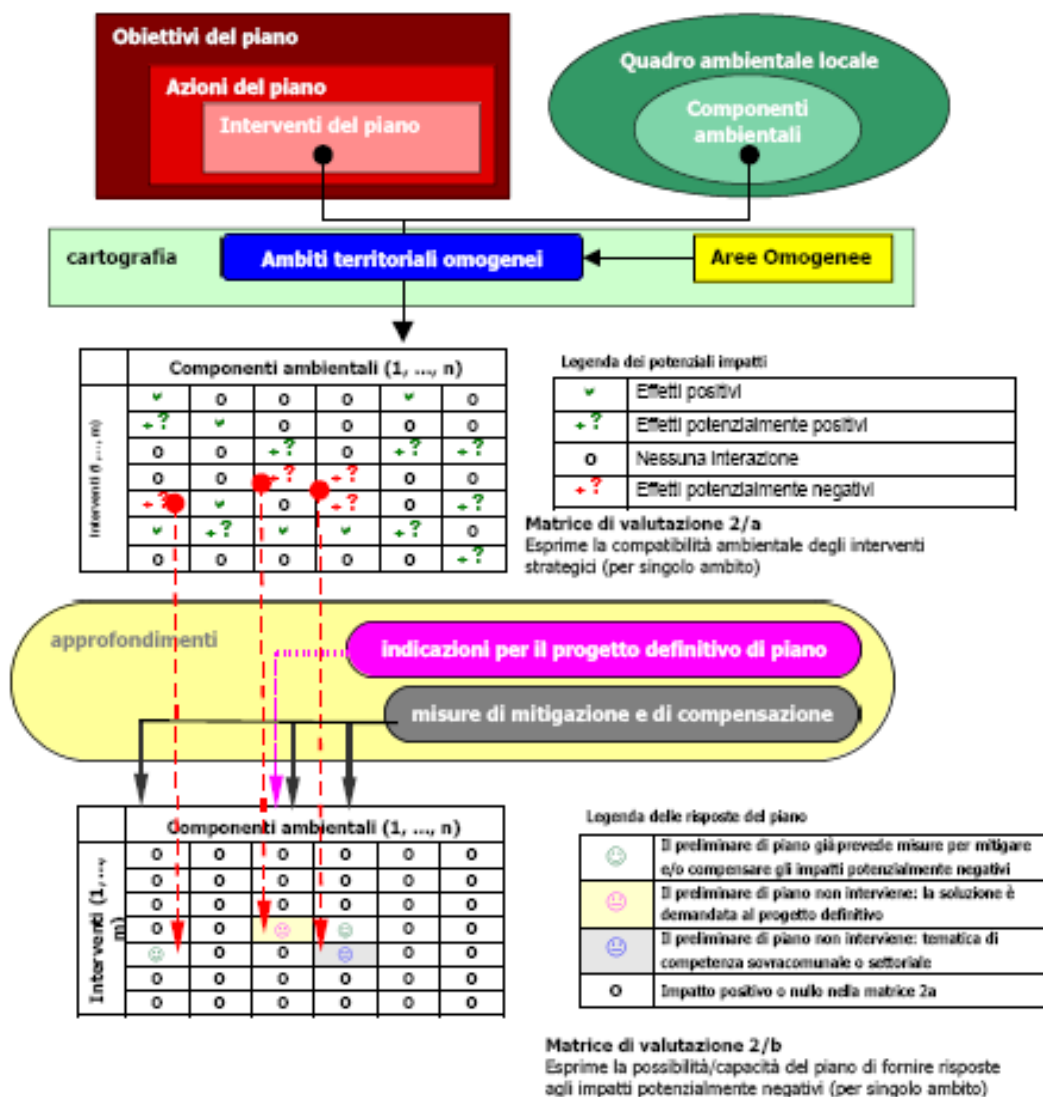 Obiettivi del piano
Azioni del piano
Interventi del piano
Quadro ambientale locale
Componenti
ambientali
cartografia
Ambiti territoriali omogenei
Aree Omogenee
Componenti ambientali (1, ..., n)
Interventi (1, ..., m)
o o o o
+? o o o o
o o +? o +? +?
o o +? +? o o
+? o +? o +?
+? +? o
o o o o o +?
Legenda dei potenziali impatti
Effetti positivi
+? Effetti potenzialmente positivi
o Nessuna interazione
+? Effetti potenzialmente negativi
Matrice di valutazione 2/a
Esprime la compatibilità ambientale degli interventi
strategici (per singolo ambito)
approfondimenti
indicazioni per il progetto definitivo di piano
misure di mitigazione e di compensazione
Componenti ambientali (1, ..., n)
Interventi (1, ...,
m)
o o o o o o
o o o o o o
o o o o o o
o o o o
o o o o
o o o o o o
o o o o o o
Legenda delle risposte del piano
Il preliminare di piano già prevede misure per mitigare
e/o compensare gli impatti potenzialmente negativi
Il preliminare di piano non interviene: la soluzione è
demandata al progetto definitivo
Il preliminare di piano non interviene: tematica di
competenza sovracomunale o settoriale
o Impatto positivo o nullo nella matrice 2a
Matrice di valutazione 2/b
Esprime la possibilità/capacità del piano di fornire risposte
agli impatti potenzialmente negativi (per singolo ambito)